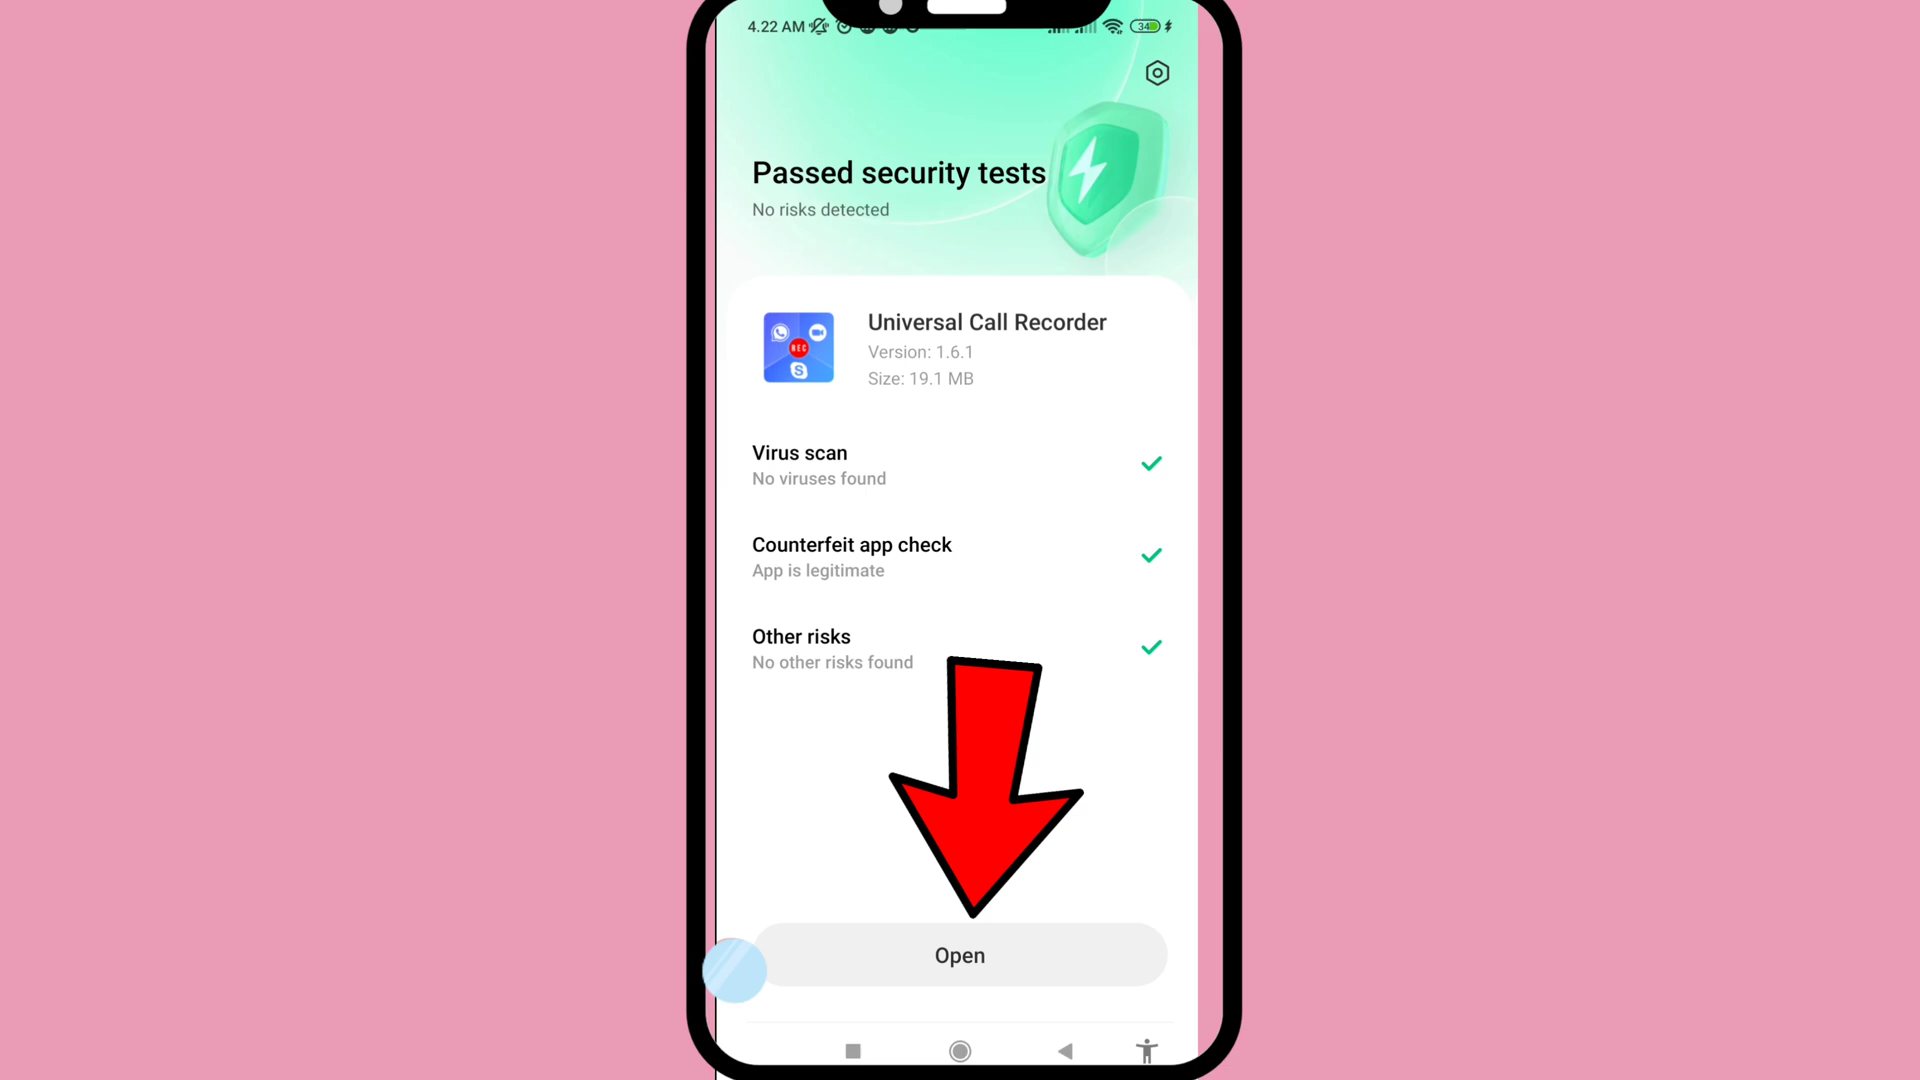 4.22 AM
34
Passed security tests
No risks detected
Universal Call Recorder
Version: 1.6.1
Size: 19.1 MB
REC
S
Virus scan
No viruses found
Counterfeit app check
App is legitimate
Other risks
No other risks found
Open